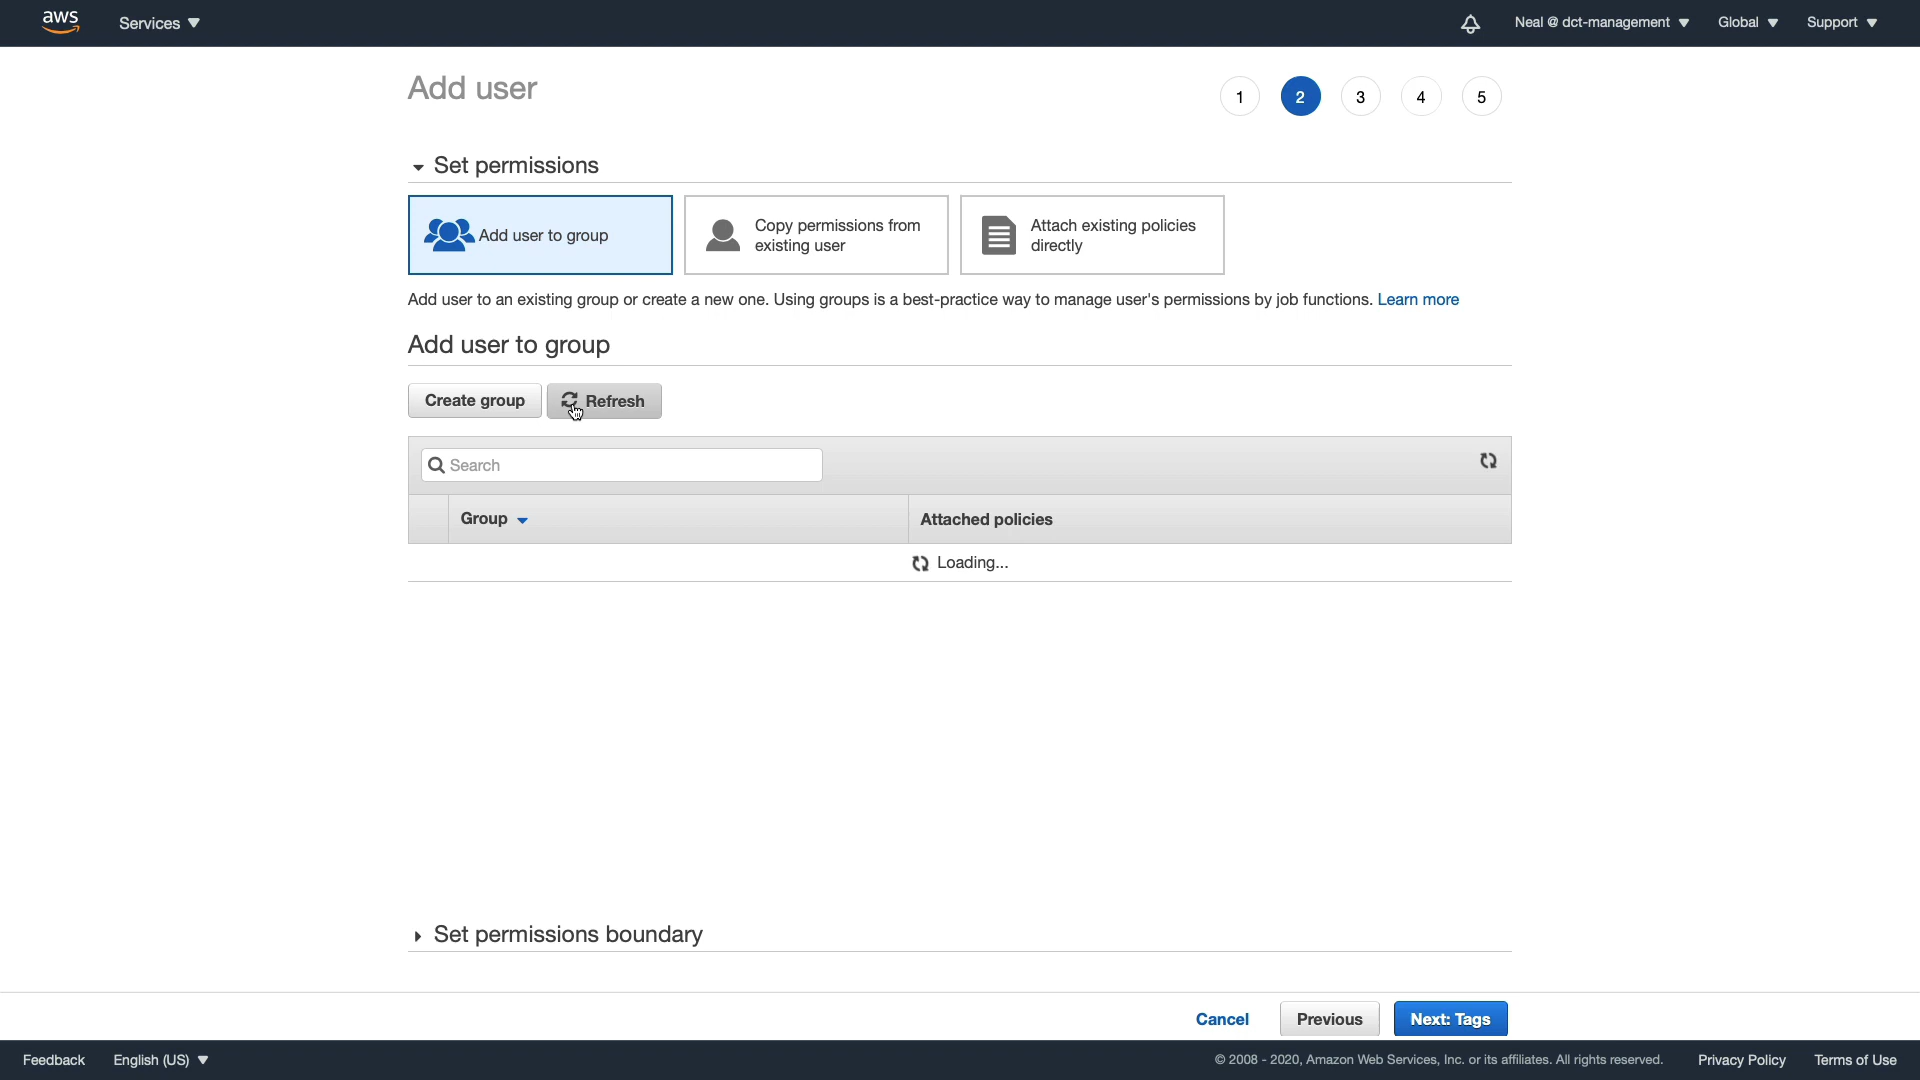 aws
Services
Neal @ dct-management
Global
Support
Add user
1
2
3
4
5
Set permissions
Add user to group
Copy permissions from
existing user
Attach existing policies
directly
Add user to an existing group or create a new one. Using groups is a best-practice way to manage user's permissions by job functions. Learn more
Add user to group
Create group
Refresh
Search
Group
Attached policies
Loading...
Set permissions boundary
Cancel
Previous
Next: Tags
Feedback
English (US)
© 2008 - 2020, Amazon Web Services, Inc. or its affiliates. All rights reserved.
Privacy Policy
Terms of Use